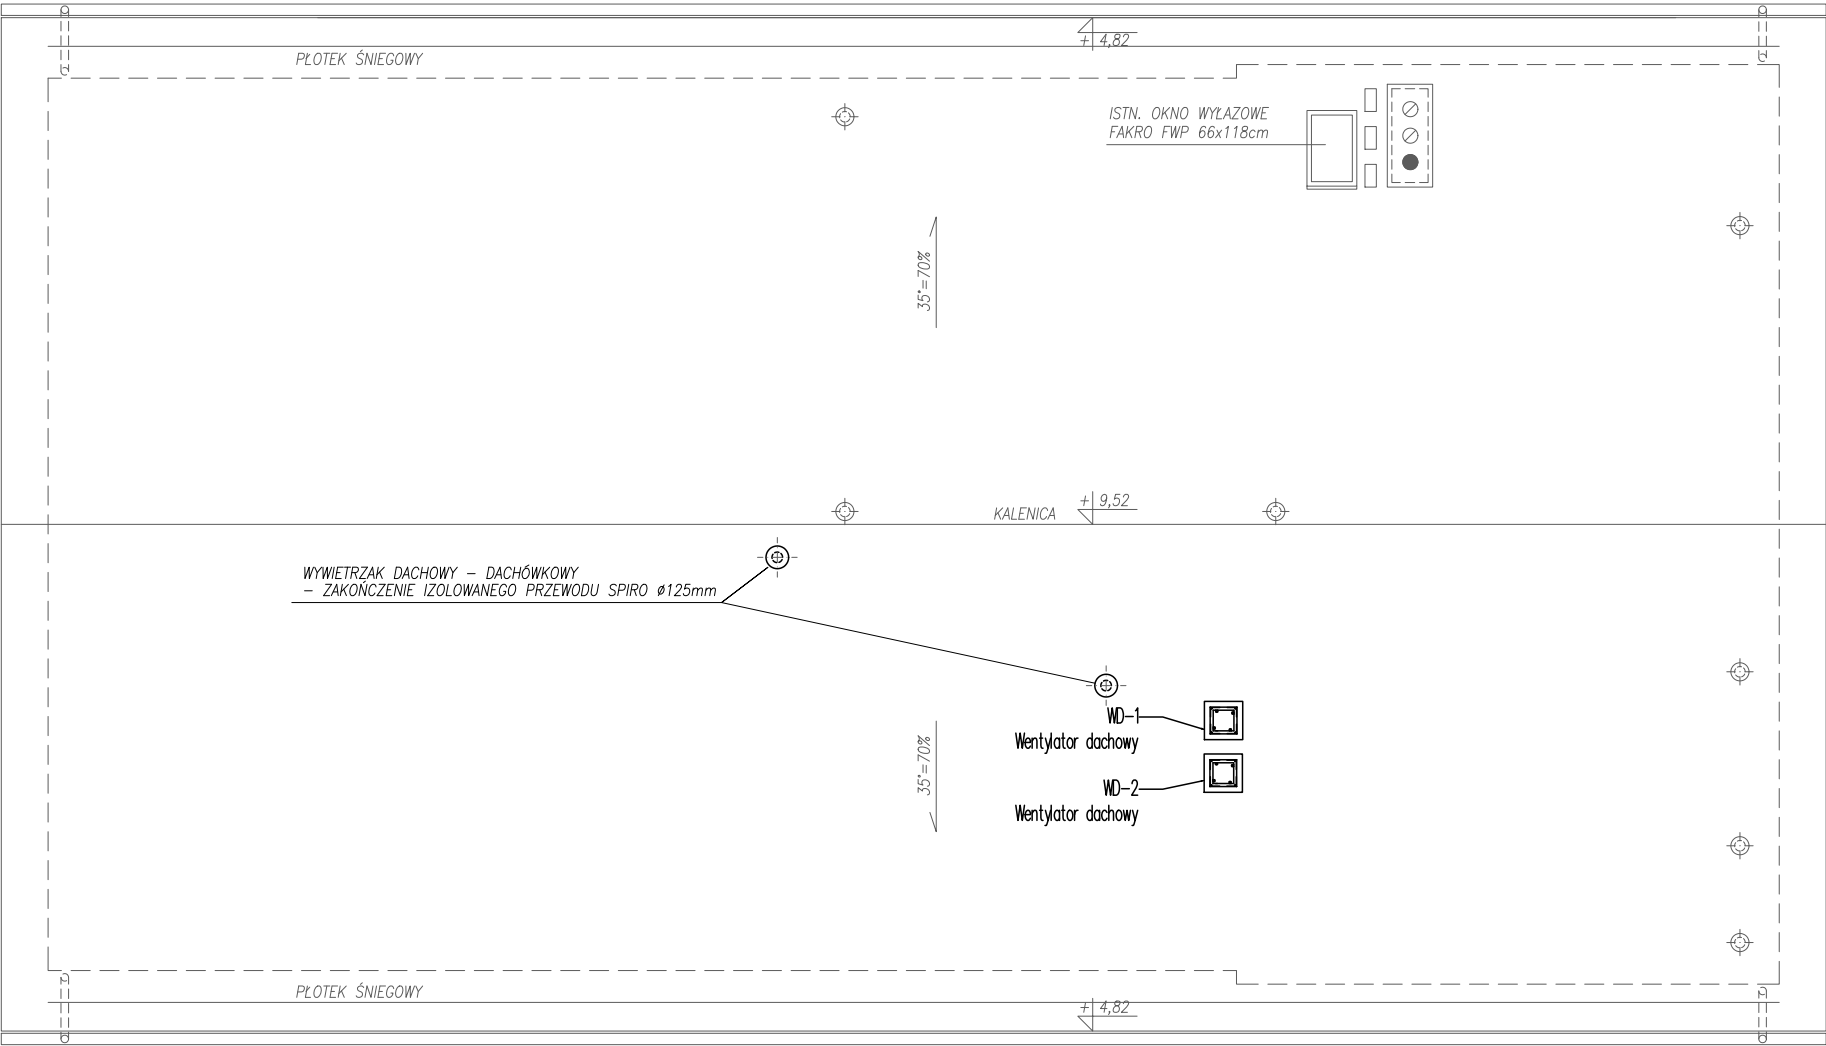 + 4,82
PŁOTEK ŚNIEGOWY
ISTN. OKNO WYŁAZOWE
FAKRO FWP 66x118cm
35°=70%
+ 9,52
KALENICA
WYWIETRZAK DACHOWY – DACHÓWKOWY
– ZAKOŃCZENIE IZOLOWANEGO PRZEWODU SPIRO ø125mm
WD-1
Wentylator dachowy
35°=70%
WD-2
Wentylator dachowy
PŁOTEK ŚNIEGOWY
+ 4,82